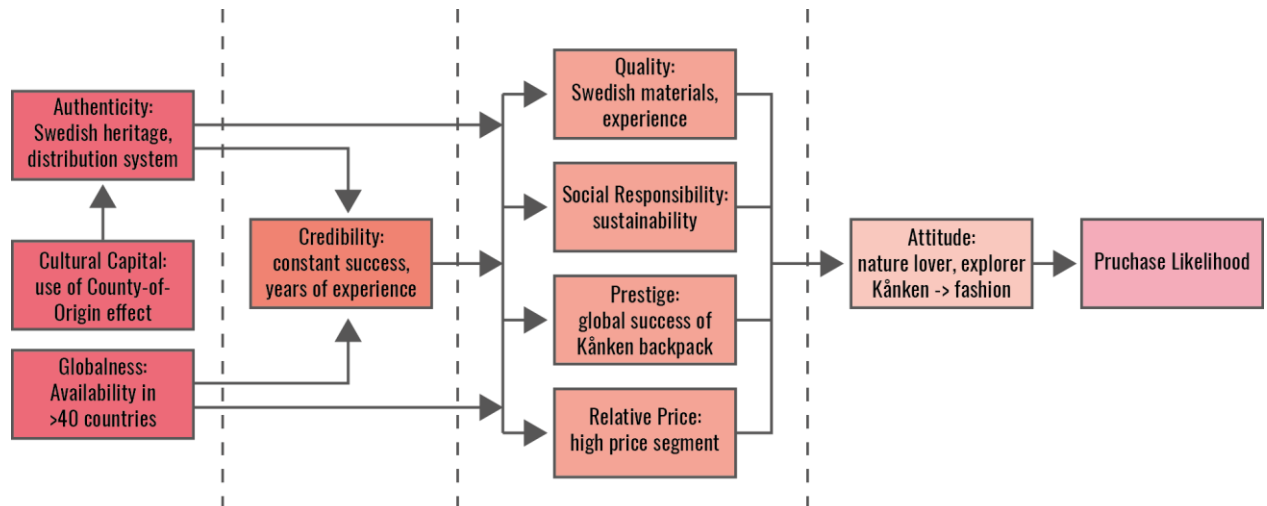 Authenticity:
Swedish heritage,
distribution system
Cultural Capital:
use of County-of-
Origin effect
Globalness:
Availability in
>40 countries
Credibility:
constant success,
years of experience
Quality:
Swedish materials,
experience
Social Responsibility:
sustainability
Prestige:
global success of
Kånken backpack
Relative Price:
high price segment
Attitude:
nature lover, explorer
Kånken -> fashion
Pruchase Likelihood